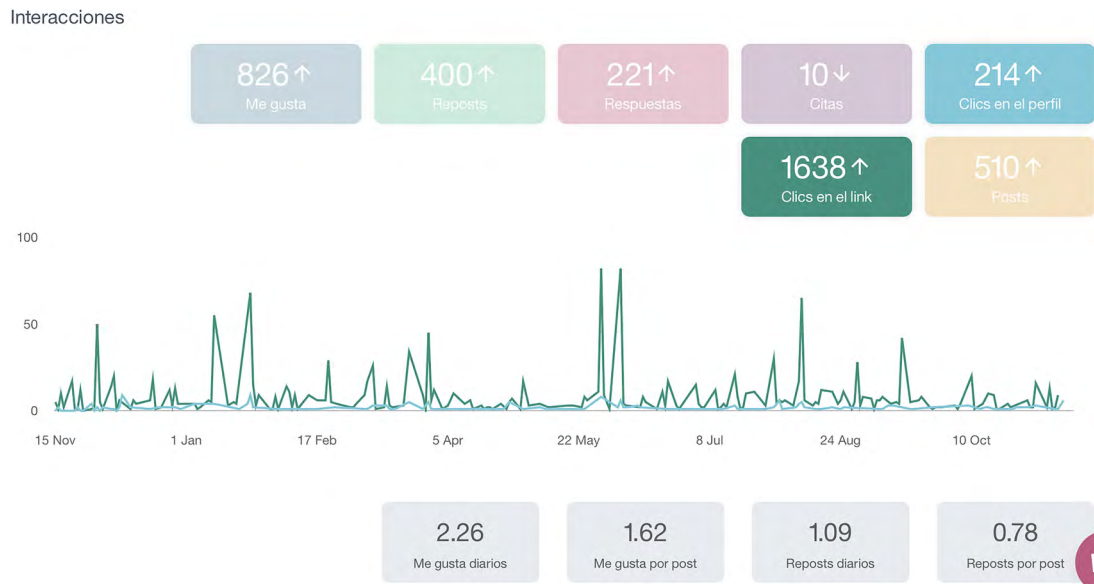 Interacciones
826↑
Me gusta
400↑
Reposts
221↑
Respuestas
10↓
Citas
214↑
Clics en el perfil
1638↑
Clics en el link
510↑
Posts
100
50
0
15 Nov
1 Jan
17 Feb
5 Apr
22 May
8 Jul
24 Aug
10 Oct
2.26
Me gusta diarios
1.62
Me gusta por post
1.09
Reposts diarios
0.78
Reposts por post